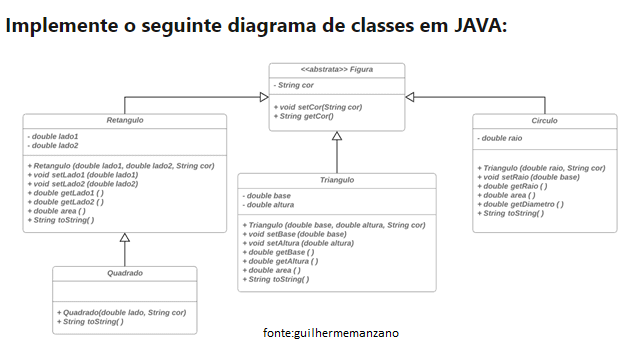 Implemente o seguinte diagrama de classes em JAVA:
<<abstrata>> Figura
- String cor
+ void setCor(String cor)
+ String getCor()
Retangulo
- double lado1
- double lado2
+ Retangulo (double lado1, double lado2, String cor)
+ void setLado1 (double lado1)
+ void setLado2 (double lado2)
+ double getLado1 ( )
+ double getLado2 ( )
+ double area ( )
+ String toString( )
Triangulo
- double base
- double altura
+ Triangulo (double base, double altura, String cor)
+ void setBase (double base)
+ void setAltura (double altura)
+ double getBase ( )
+ double getAltura ( )
+ double area ( )
+ String toString( )
Circulo
- double raio
+ Triangulo (double raio, String cor)
+ void setRaio (double base)
+ double getRaio ( )
+ double area ( )
+ double getDiametro ( )
+ String toString( )
Quadrado
+ Quadrado(double lado, String cor)
+ String toString( )
fonte:guilhermemanzano